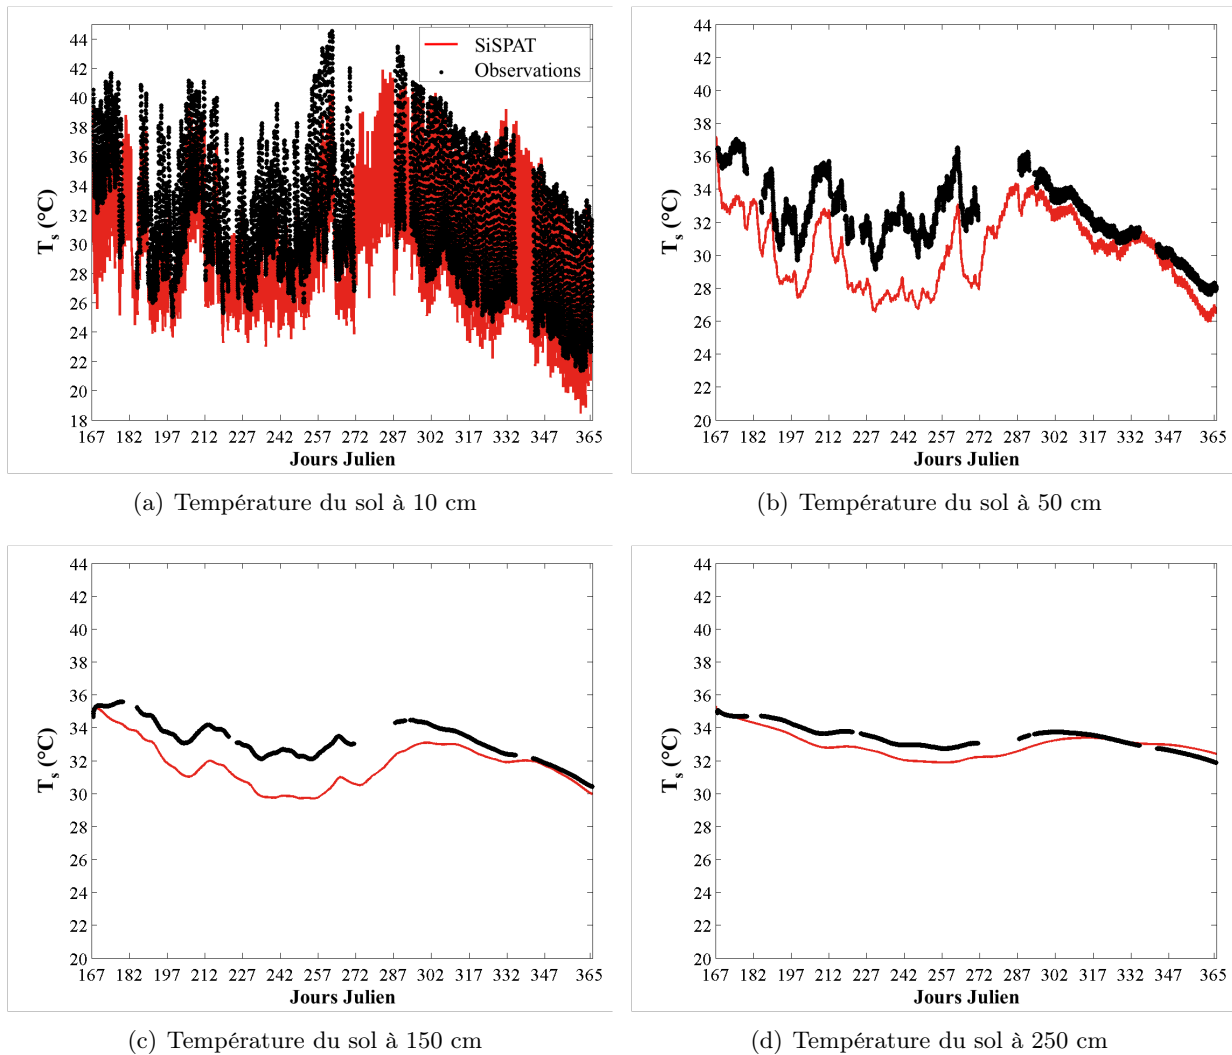 44
42
40
38
36
34
32
30
28
26
24
22
20
18
T_s (°C)
SiSPAT
Observations
167 182 197 212 227 242 257 272 287 302 317 332 347 365
Jours Julien
(a) Température du sol à 10 cm
44
42
40
38
36
34
32
30
28
26
24
22
20
T_s (°C)
167 182 197 212 227 242 257 272 287 302 317 332 347 365
Jours Julien
(b) Température du sol à 50 cm
44
42
40
38
36
34
32
30
28
26
24
22
20
T_s (°C)
167 182 197 212 227 242 257 272 287 302 317 332 347 365
Jours Julien
(c) Température du sol à 150 cm
44
42
40
38
36
34
32
30
28
26
24
22
20
T_s (°C)
167 182 197 212 227 242 257 272 287 302 317 332 347 365
Jours Julien
(d) Température du sol à 250 cm